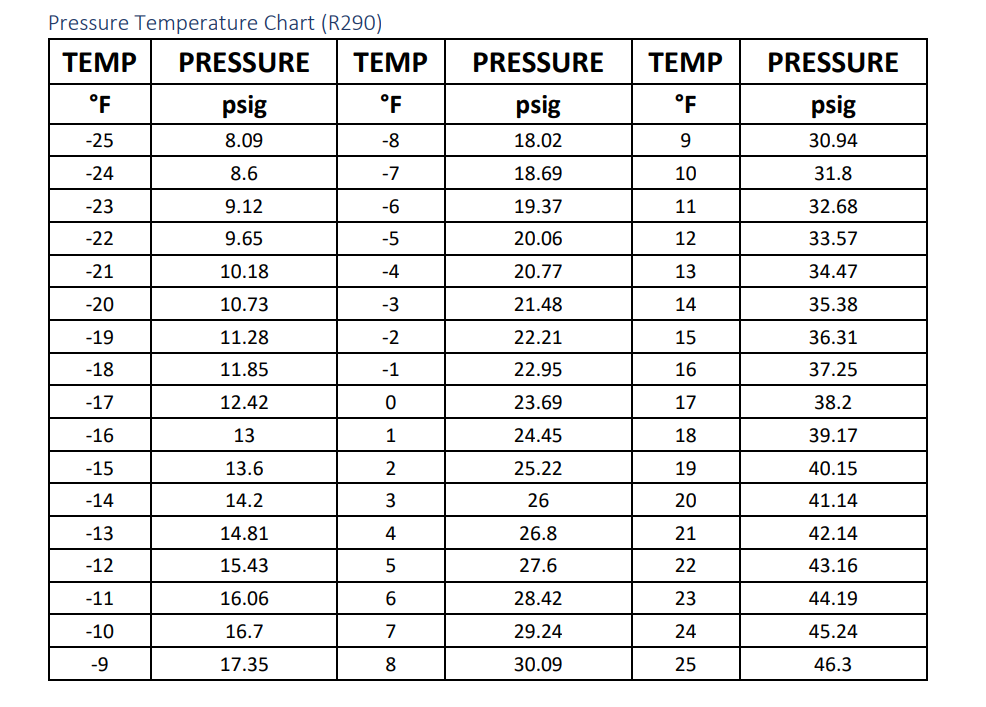 Pressure Temperature Chart (R290)
TEMP PRESSURE TEMP PRESSURE TEMP PRESSURE
°F psig °F psig °F psig
-25 8.09 -8 18.02 9 30.94
-24 8.6 -7 18.69 10 31.8
-23 9.12 -6 19.37 11 32.68
-22 9.65 -5 20.06 12 33.57
-21 10.18 -4 20.77 13 34.47
-20 10.73 -3 21.48 14 35.38
-19 11.28 -2 22.21 15 36.31
-18 11.85 -1 22.95 16 37.25
-17 12.42 0 23.69 17 38.2
-16 13 1 24.45 18 39.17
-15 13.6 2 25.22 19 40.15
-14 14.2 3 26 20 41.14
-13 14.81 4 26.8 21 42.14
-12 15.43 5 27.6 22 43.16
-11 16.06 6 28.42 23 44.19
-10 16.7 7 29.24 24 45.24
-9 17.35 8 30.09 25 46.3